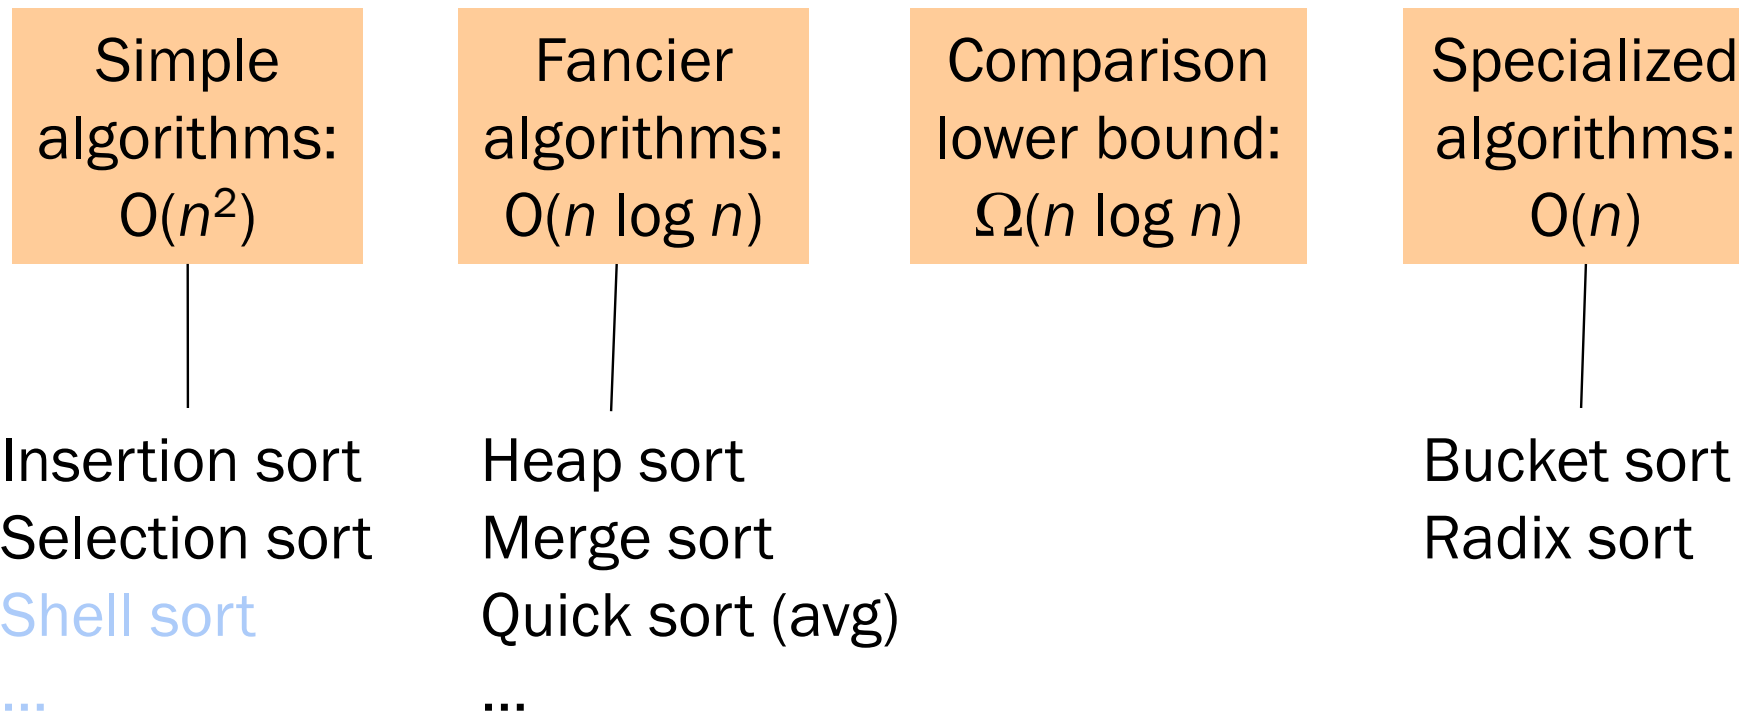 Simple
algorithms:
O(n²)
Fancier
algorithms:
O(n log n)
Comparison
lower bound:
Ω(n log n)
Specialized
algorithms:
O(n)
Insertion sort
Selection sort
Shell sort
...
Heap sort
Merge sort
Quick sort (avg)
...
Bucket sort
Radix sort